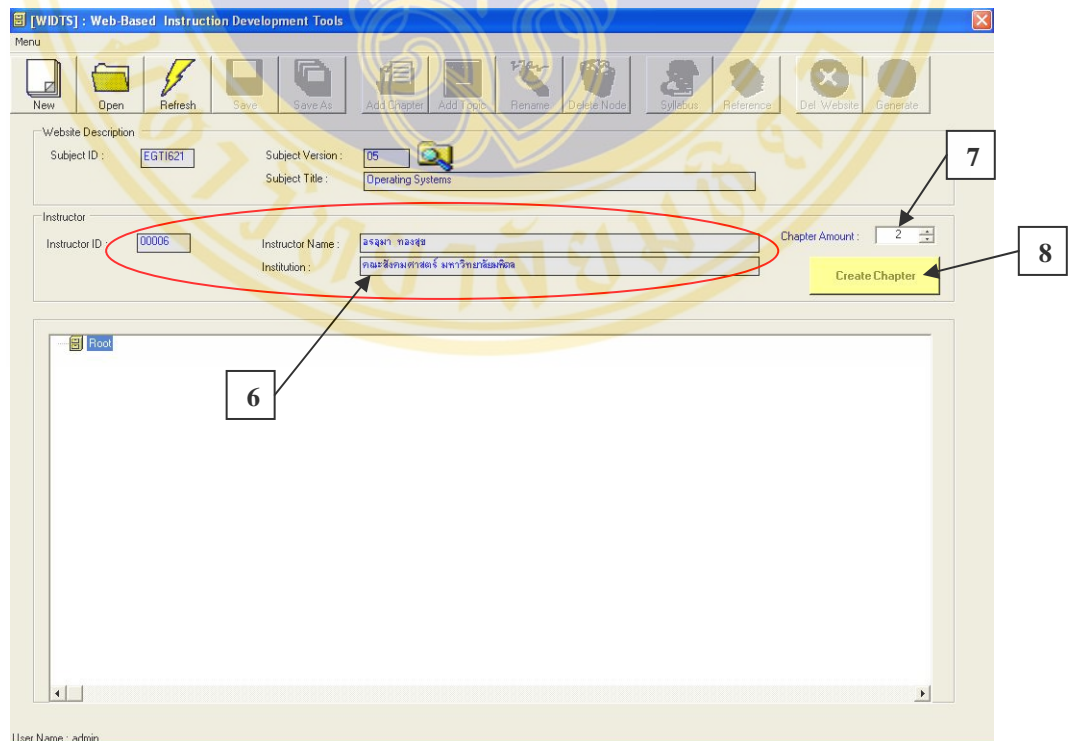 [WIDTS] : Web-Based Instruction Development Tools
Menu
New Open Refresh Save Save As Add Chapter Add Topic Rename Delete Node Syllabus Reference Del. Website Generate
Website Description
Subject ID : EGTI621 Subject Version : 05
Subject Title : Operating Systems
7
Instructor
Instructor ID : 00006 Instructor Name : อรอุมา ทองสุข Chapter Amount : 2
Institution : คณะสังคมศาสตร์ มหาวิทยาลัยมหิดล
Create Chapter
8
Root
6
User Name : admin